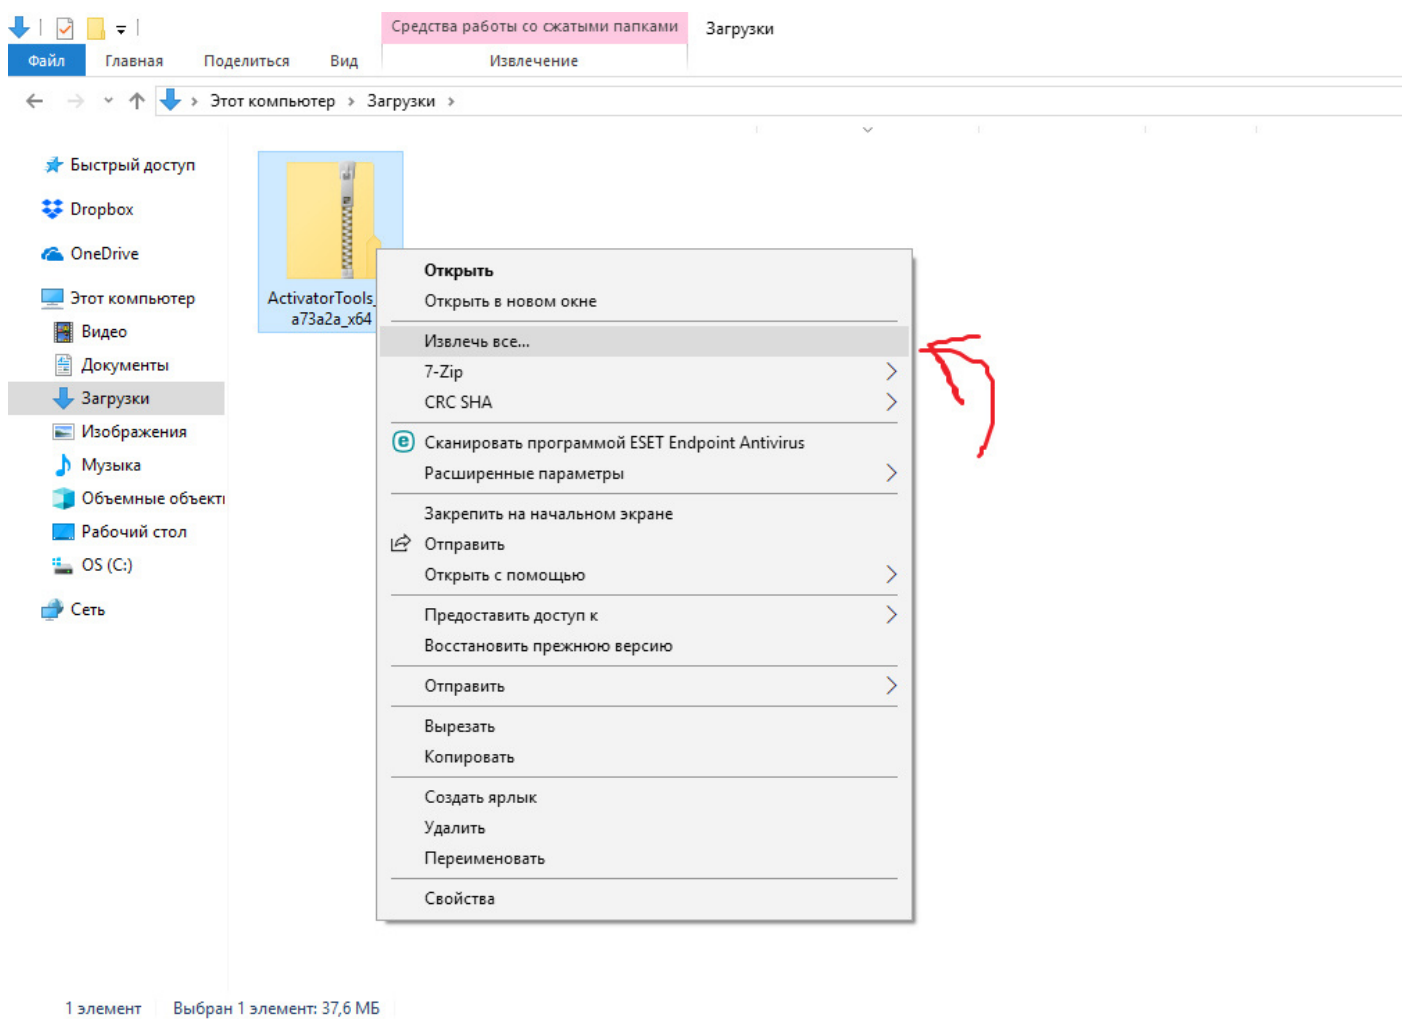 Средства работы со сжатыми папками
Загрузки
Файл
Главная
Поделиться
Вид
Извлечение
Этот компьютер
Загрузки
Быстрый доступ
Dropbox
OneDrive
Этот компьютер
Видео
Документы
Загрузки
Изображения
Музыка
Объемные объект
Рабочий стол
OS (C:)
Сеть
ActivatorTools_
a73a2a_x64
Открыть
Открыть в новом окне
Извлечь все...
7-Zip
CRC SHA
Сканировать программой ESET Endpoint Antivirus
Расширенные параметры
Закрепить на начальном экране
Отправить
Открыть с помощью
Предоставить доступ к
Восстановить прежнюю версию
Отправить
Вырезать
Копировать
Создать ярлык
Удалить
Переименовать
Свойства
1 элемент
Выбран 1 элемент: 37,6 МБ